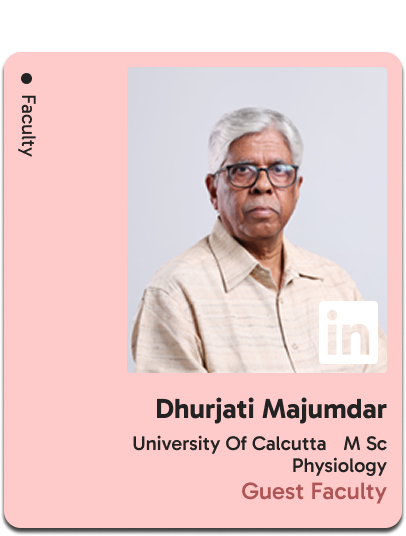 Faculty
in
Dhurjati Majumdar
University Of Calcutta M Sc
Physiology
Guest Faculty